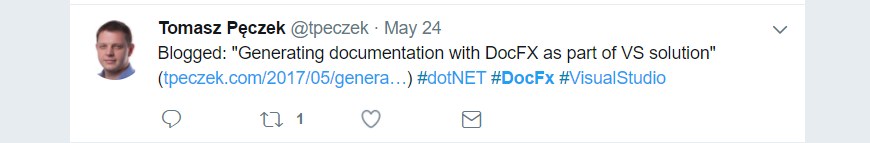 Tomasz Pęczek @tpeczek · May 24
Blogged: "Generating documentation with DocFX as part of VS solution"
(tpeczek.com/2017/05/genera…) #dotNET #DocFx #VisualStudio
1